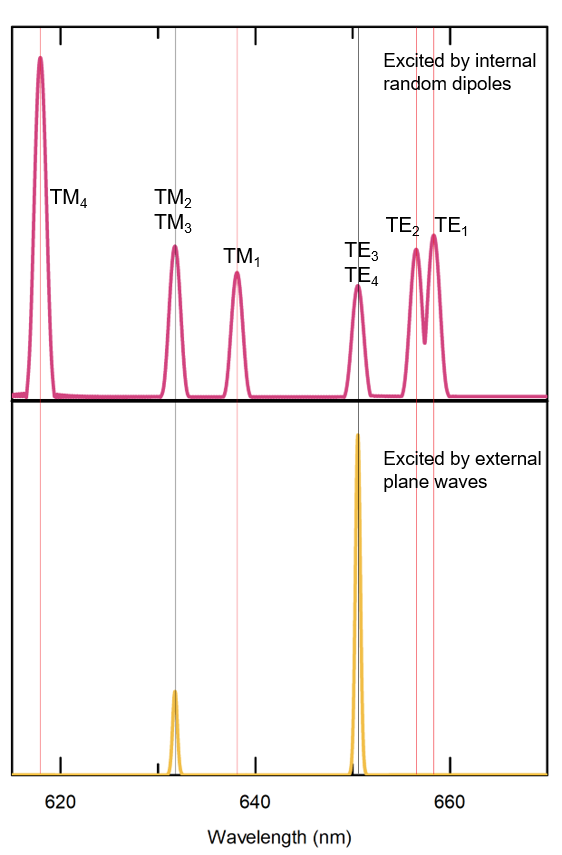 Excited by internal
random dipoles
TM4
TM2
TM3
TM1
TE3
TE4
TE2
TE1
Excited by external
plane waves
620
640
660
Wavelength (nm)